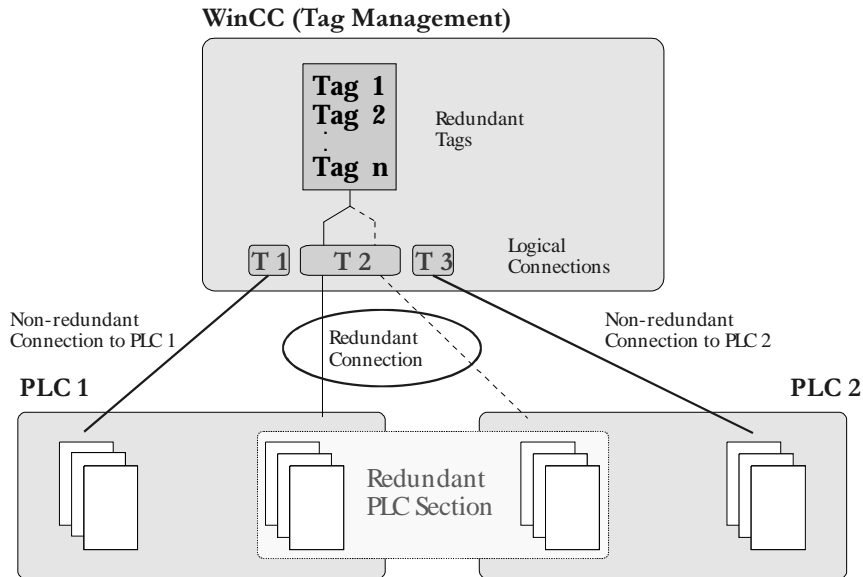 WinCC (Tag Management)
Tag 1
Tag 2
.
.
Tag n
Redundant
Tags
T 1
T 2
T 3
Logical
Connections
Non-redundant
Connection to PLC 1
Redundant
Connection
Non-redundant
Connection to PLC 2
PLC 1
PLC 2
Redundant
PLC Section